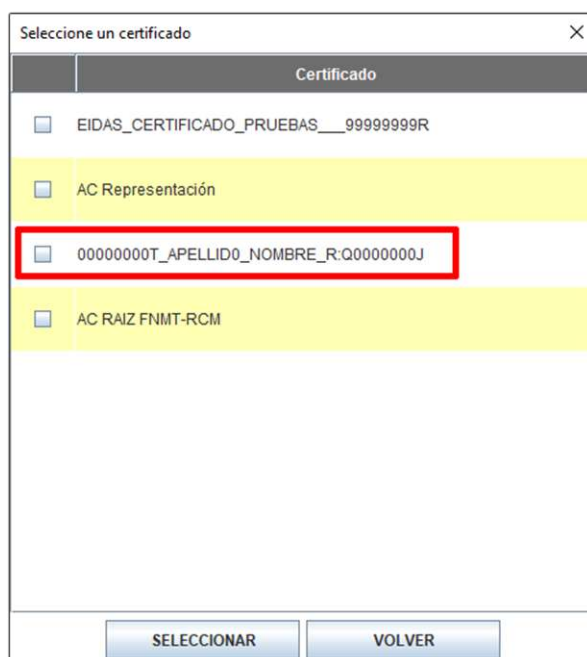 Seleccione un certificado
Certificado
EIDAS_CERTIFICADO_PRUEBAS___99999999R
AC Representación
00000000T_APELLID0_NOMBRE_R:Q0000000J
AC RAIZ FNMT-RCM
SELECCIONAR VOLVER